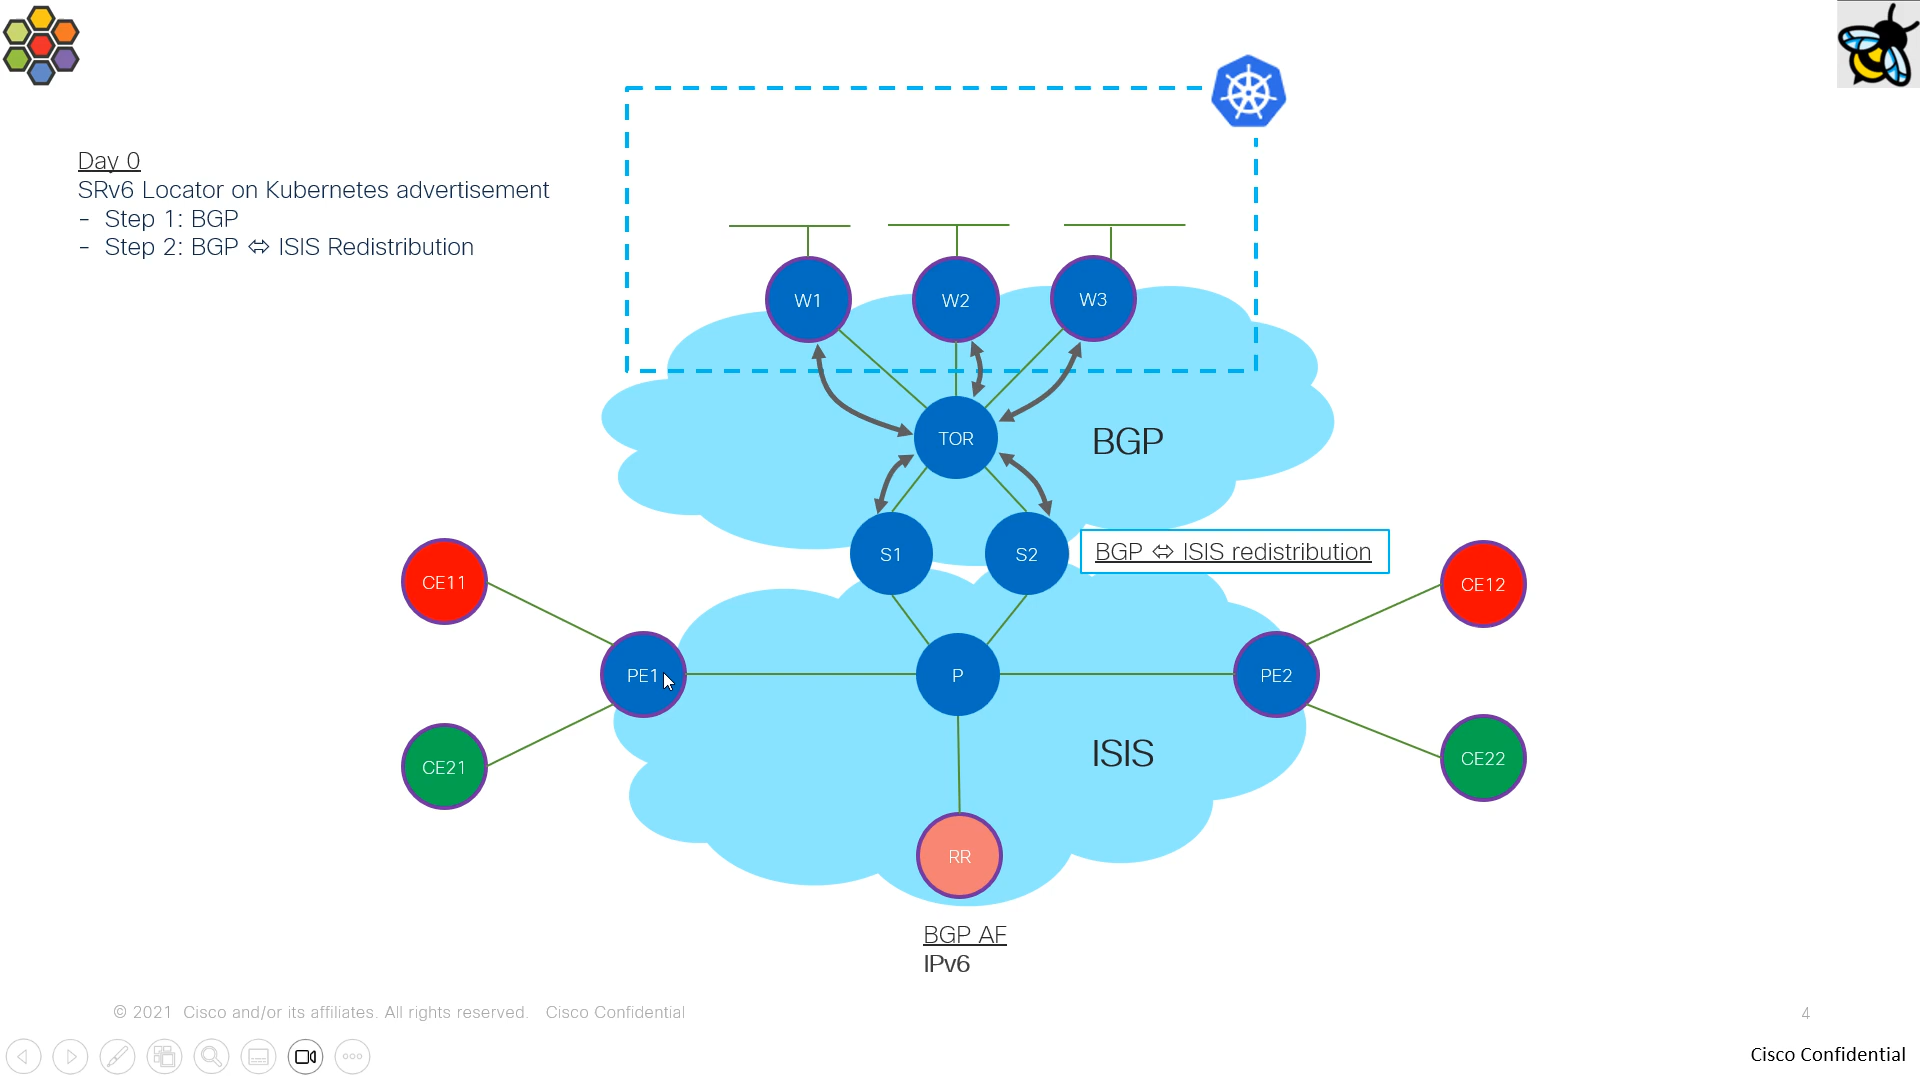 Day 0
SRv6 Locator on Kubernetes advertisement
- Step 1: BGP
- Step 2: BGP ⬄ ISIS Redistribution
W1
W2
W3
TOR
BGP
S1
S2
BGP ⬄ ISIS redistribution
CE11
CE12
PE1
P
PE2
CE21
CE22
ISIS
RR
BGP AF
IPv6
© 2021 Cisco and/or its affiliates. All rights reserved. Cisco Confidential
4
Cisco Confidential